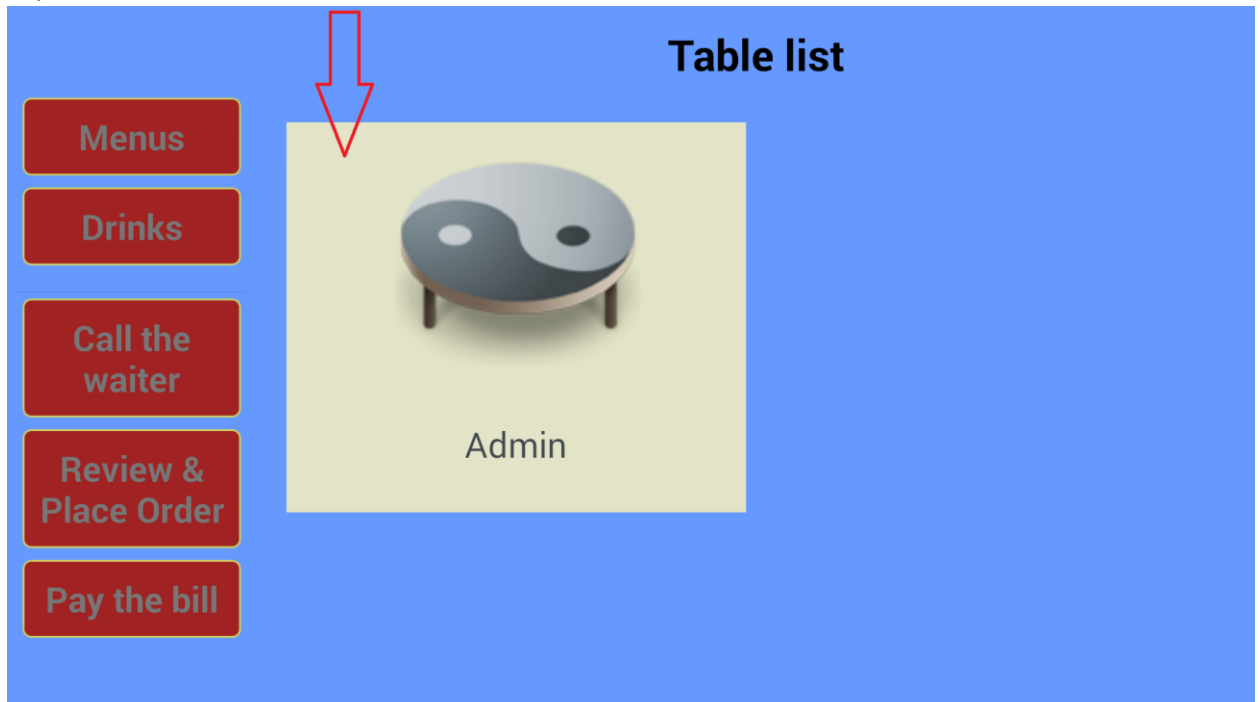 Table list
Menus
Drinks
Call the
waiter
Review &
Place Order
Pay the bill
Admin